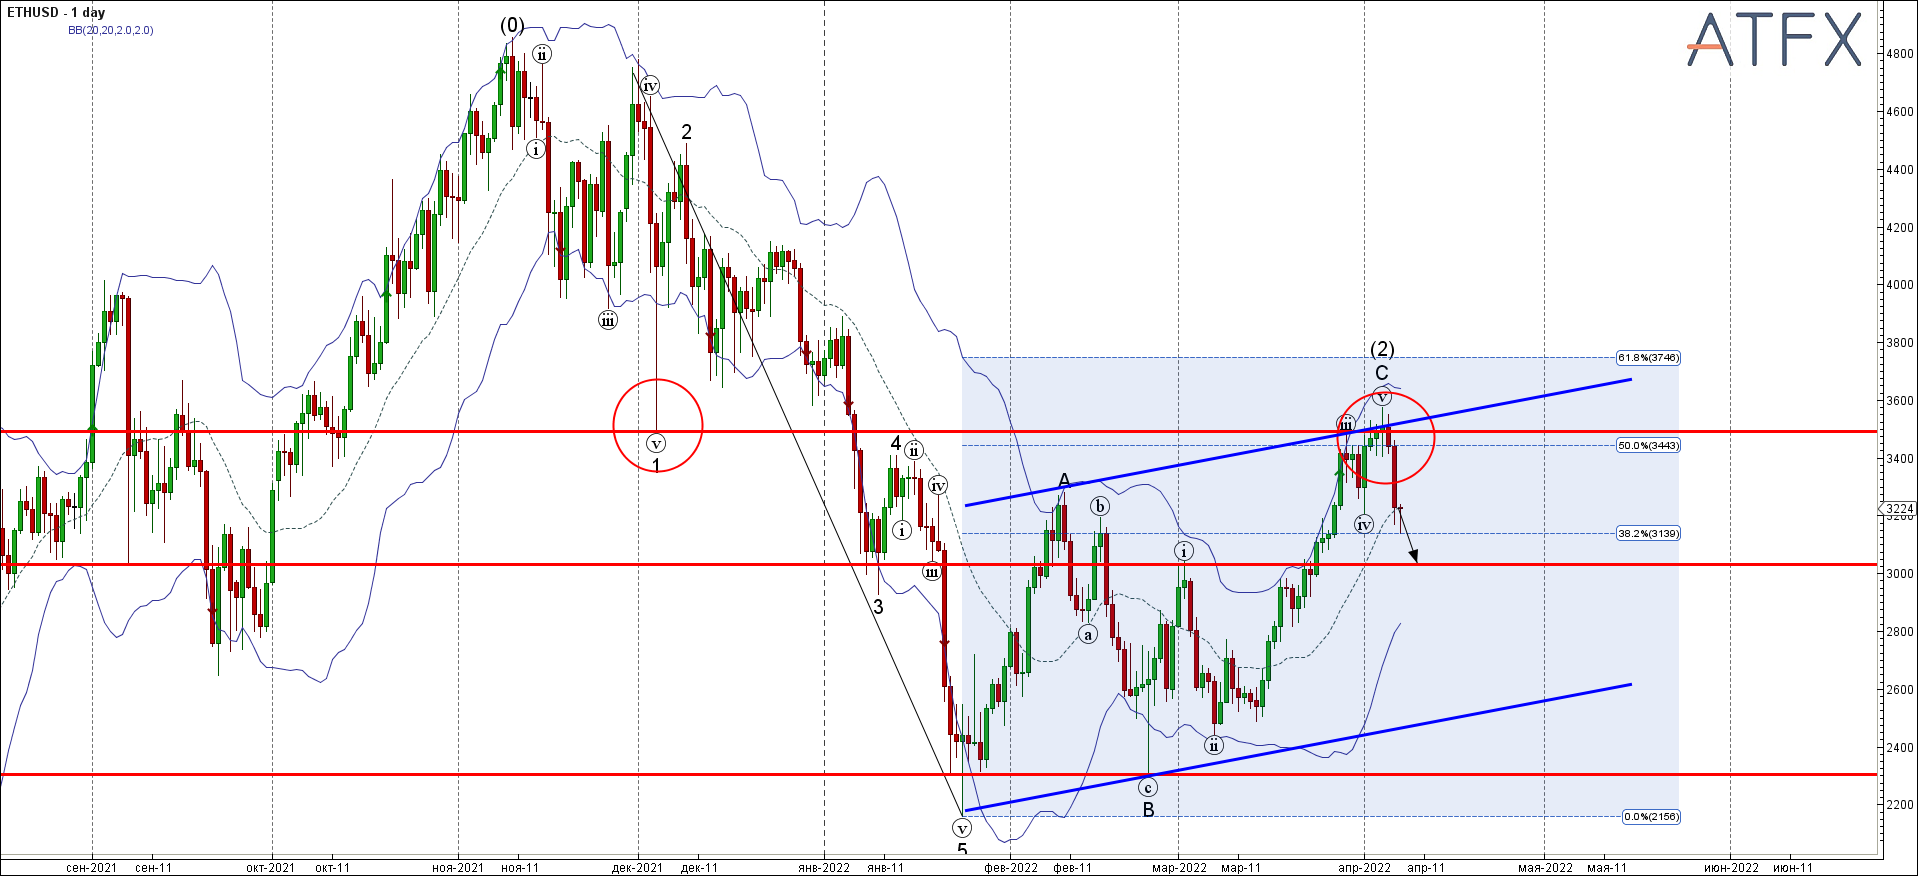 ETHUSD - 1 day
BB(20,20,2.0,2.0)
ATFX
(0)
ii
i
iv
2
iii
v
1
4
ii
iv
i
iii
3
v
5
A
b
a
i
ii
c
B
(2)
C
v
iii
iv
61.8%(3746)
50.0%(3443)
38.2%(3139)
0.0%(2156)
4800
4600
4400
4200
4000
3800
3600
3400
3224
3200
3000
2800
2600
2400
2200
сен-2021 сен-11 окт-2021 окт-11 ноя-2021 ноя-11 дек-2021 дек-11 янв-2022 янв-11 фев-2022 фев-11 мар-2022 мар-11 апр-2022 апр-11 мая-2022 мая-11 июн-2022 июн-11